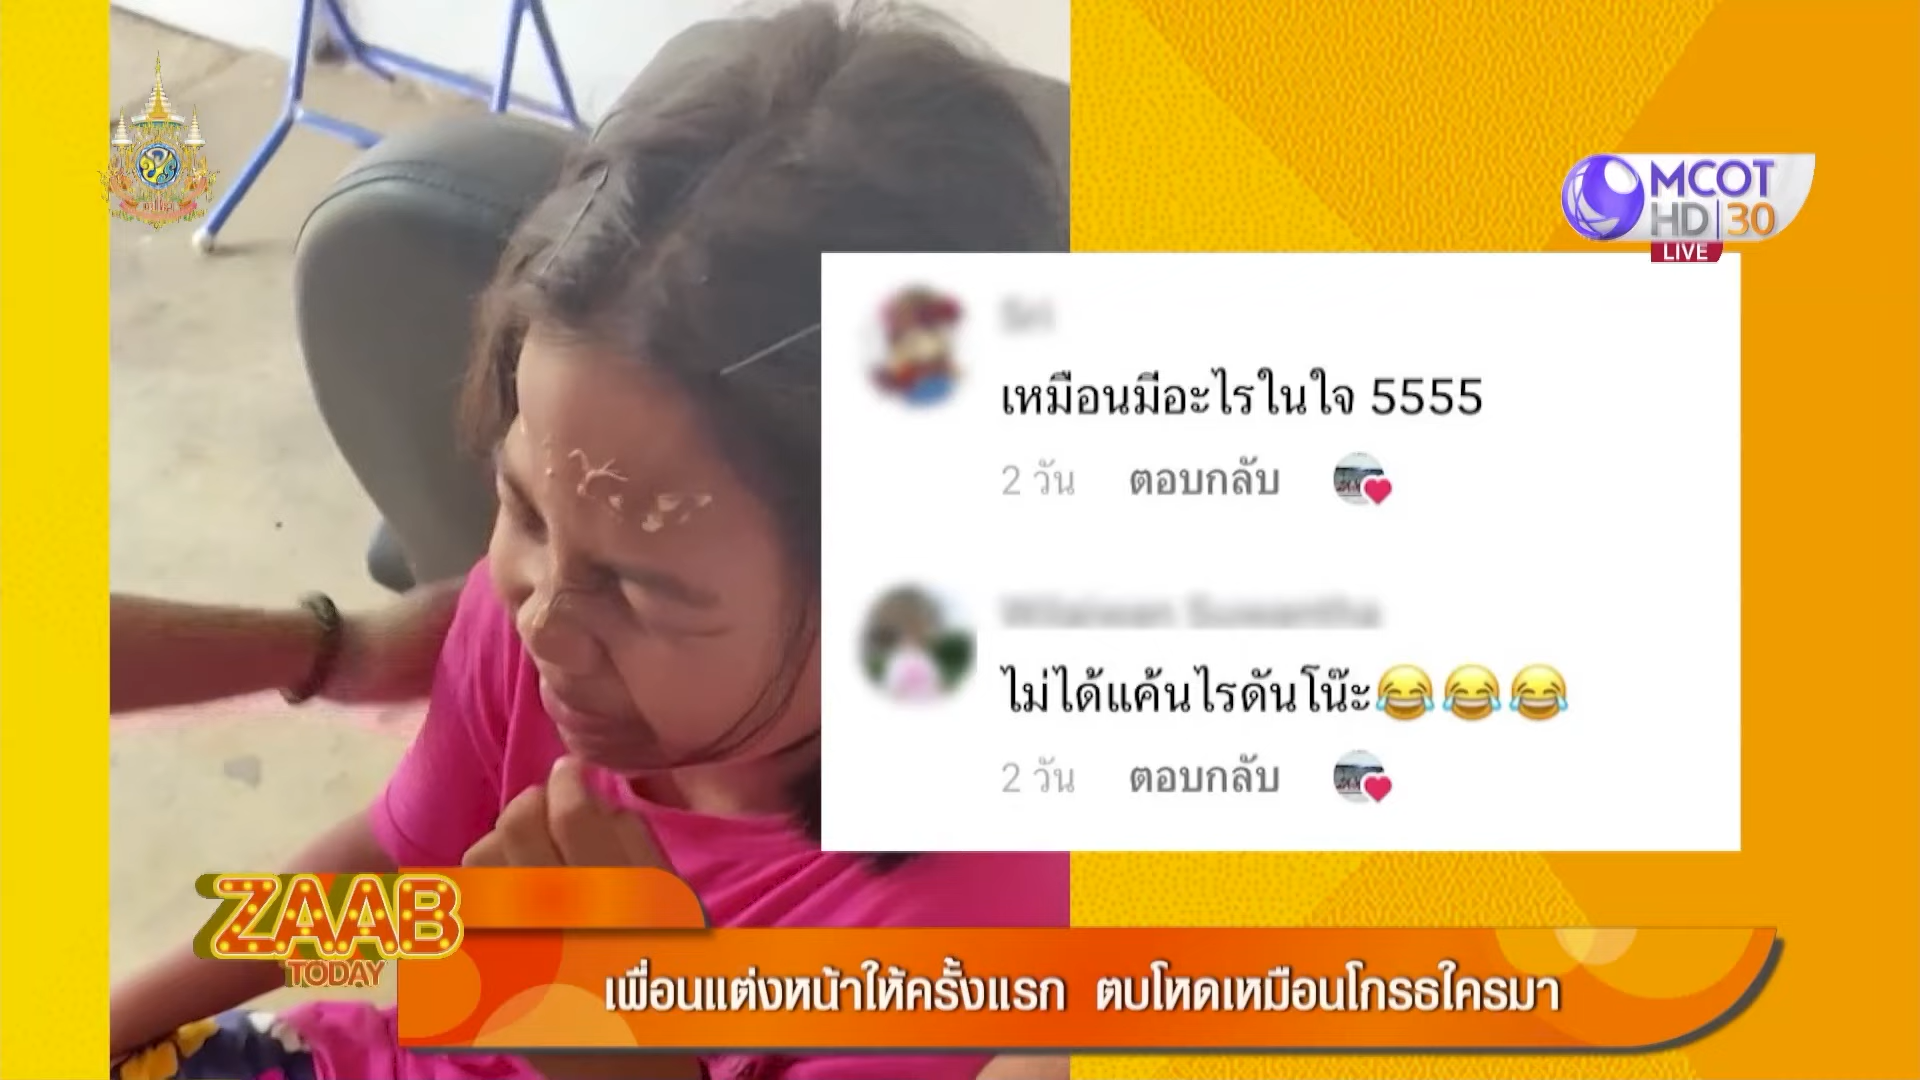 MCOT
HD 30
LIVE
Sri
เหมือนมีอะไรในใจ 5555
2 วัน ตอบกลับ
ไม่ได้แค้นไรดันโน๊ะ😂😂😂
2 วัน ตอบกลับ
ZAAB
TODAY
เพื่อนแต่งหน้าให้ครั้งแรก ตบโหดเหมือนโกรธใครมา